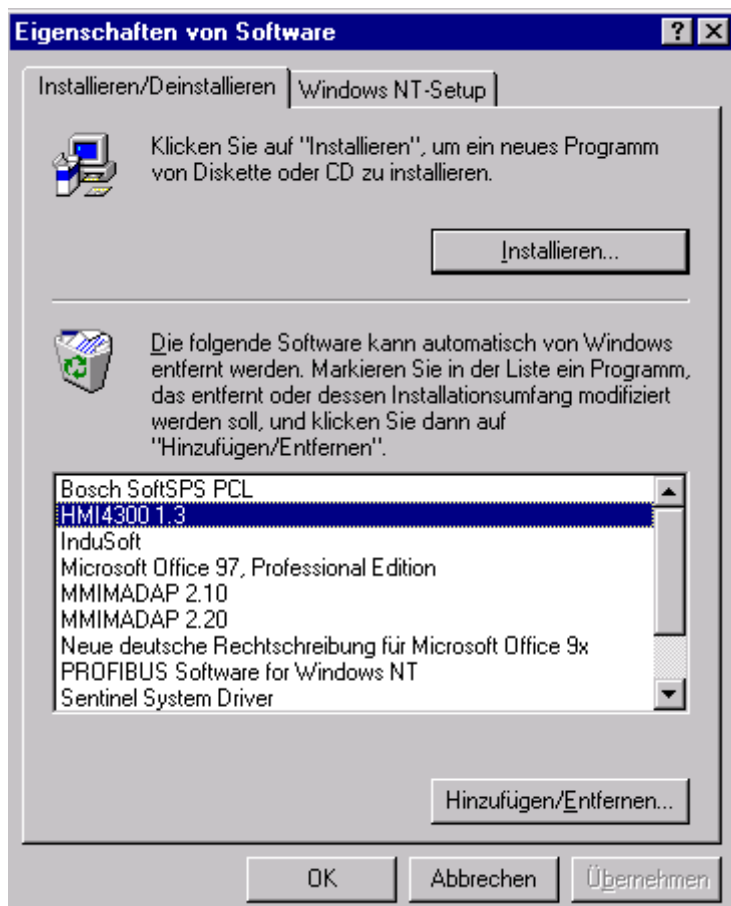 Eigenschaften von Software
Installieren/Deinstallieren
Windows NT-Setup
Klicken Sie auf "Installieren", um ein neues Programm
von Diskette oder CD zu installieren.
Installieren...
Die folgende Software kann automatisch von Windows
entfernt werden. Markieren Sie in der Liste ein Programm,
das entfernt oder dessen Installationsumfang modifiziert
werden soll, und klicken Sie dann auf
"Hinzufügen/Entfernen".
Bosch SoftSPS PCL
HMI4300 1.3
InduSoft
Microsoft Office 97, Professional Edition
MMIMADAP 2.10
MMIMADAP 2.20
Neue deutsche Rechtschreibung für Microsoft Office 9x
PROFIBUS Software for Windows NT
Sentinel System Driver
Hinzufügen/Entfernen...
OK
Abbrechen
Übernehmen